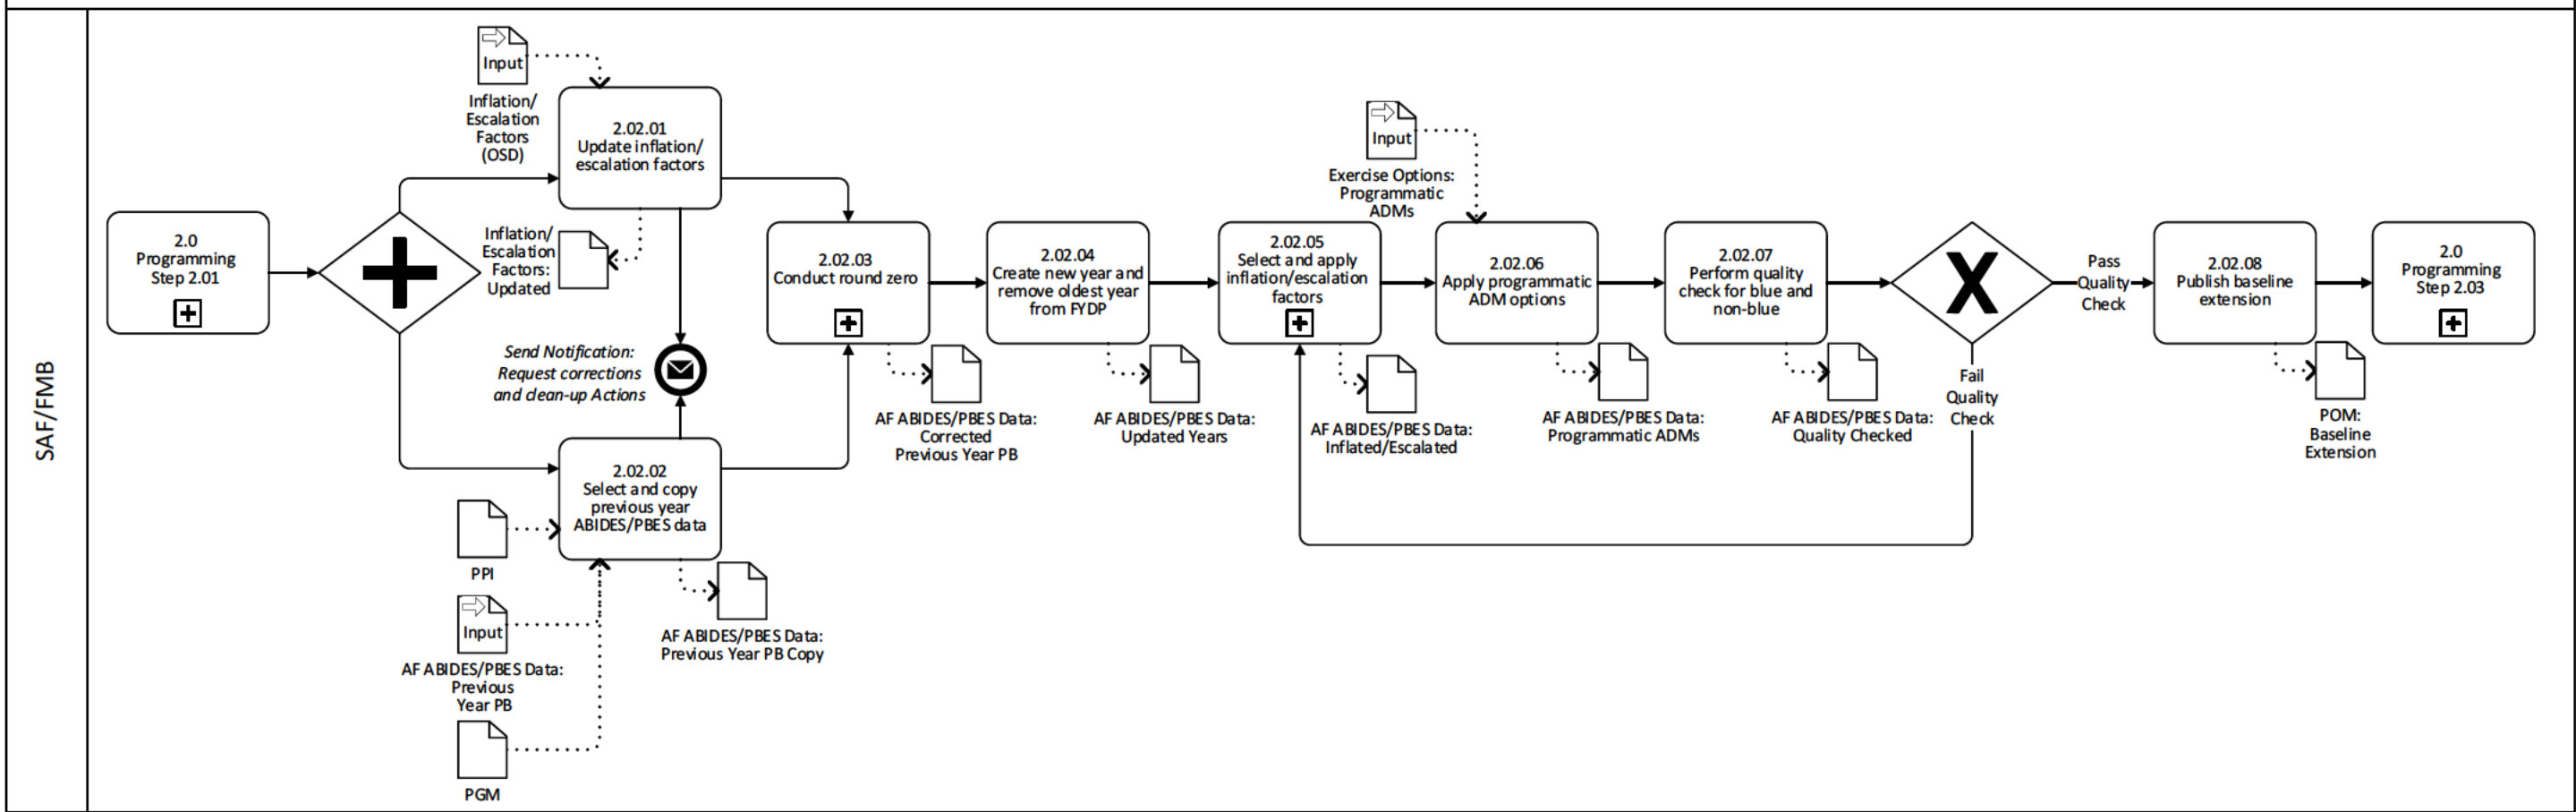 SAF/FMB
2.0
Programming
Step 2.01
Input
Inflation/
Escalation
Factors
(OSD)
2.02.01
Update inflation/
escalation factors
Inflation/
Escalation
Factors:
Updated
Send Notification:
Request corrections
and clean-up Actions
2.02.02
Select and copy
previous year
ABIDES/PBES data
PPI
Input
AF ABIDES/PBES Data:
Previous
Year PB
PGM
AF ABIDES/PBES Data:
Previous Year PB Copy
2.02.03
Conduct round zero
AF ABIDES/PBES Data:
Corrected
Previous Year PB
2.02.04
Create new year and
remove oldest year
from FYDP
AF ABIDES/PBES Data:
Updated Years
2.02.05
Select and apply
inflation/escalation
factors
AF ABIDES/PBES Data:
Inflated/Escalated
Input
Exercise Options:
Programmatic
ADMs
2.02.06
Apply programmatic
ADM options
AF ABIDES/PBES Data:
Programmatic ADMs
2.02.07
Perform quality
check for blue and
non-blue
AF ABIDES/PBES Data:
Quality Checked
X
Pass
Quality
Check
Fail
Quality
Check
2.02.08
Publish baseline
extension
POM:
Baseline
Extension
2.0
Programming
Step 2.03